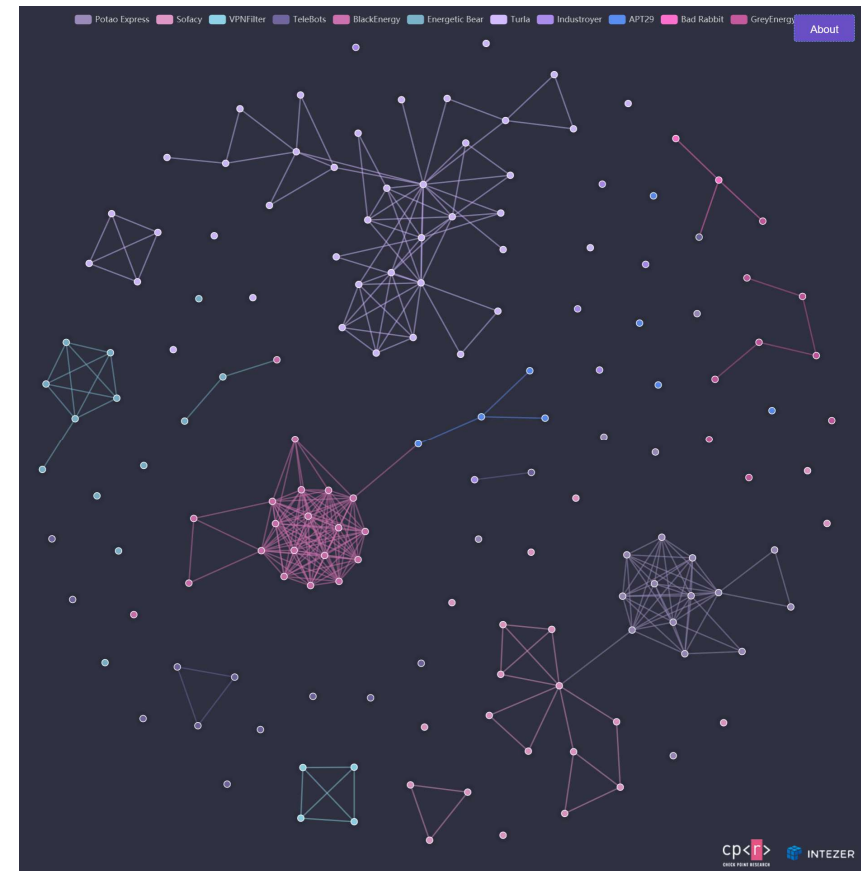 Potao Express Sofacy VPNFilter TeleBots BlackEnergy Energetic Bear Turla Industroyer APT29 Bad Rabbit GreyEnergy
About
cp<r>
CHECK POINT RESEARCH
INTEZER